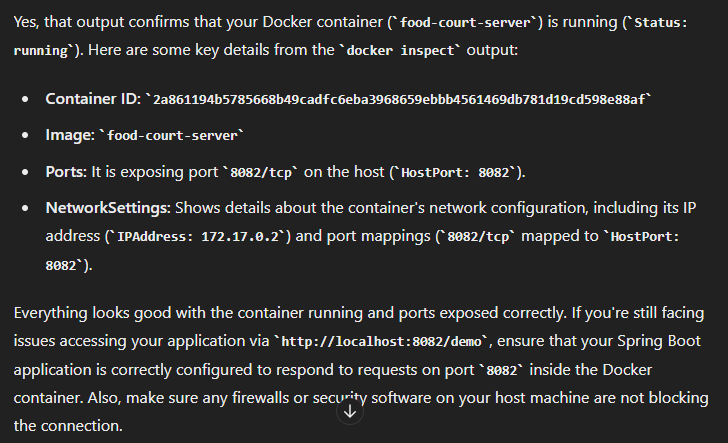 Yes, that output confirms that your Docker container (`food-court-server`) is running (`Status:
running`). Here are some key details from the `docker inspect` output:
• Container ID: `2a861194b5785668b49cadfc6eba3968659ebbb4561469db781d19cd598e88af`
• Image: `food-court-server`
• Ports: It is exposing port `8082/tcp` on the host (`HostPort: 8082`).
• NetworkSettings: Shows details about the container's network configuration, including its IP
address (`IPAddress: 172.17.0.2`) and port mappings (`8082/tcp` mapped to `HostPort:
8082`).
Everything looks good with the container running and ports exposed correctly. If you're still facing
issues accessing your application via `http://localhost:8082/demo`, ensure that your Spring Boot
application is correctly configured to respond to requests on port `8082` inside the Docker
container. Also, make sure any firewalls or security software on your host machine are not blocking
the connection.